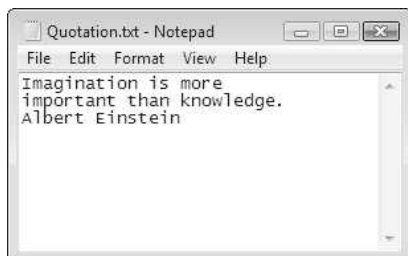 Quotation.txt - Notepad
File Edit Format View Help
Imagination is more
important than knowledge.
Albert Einstein